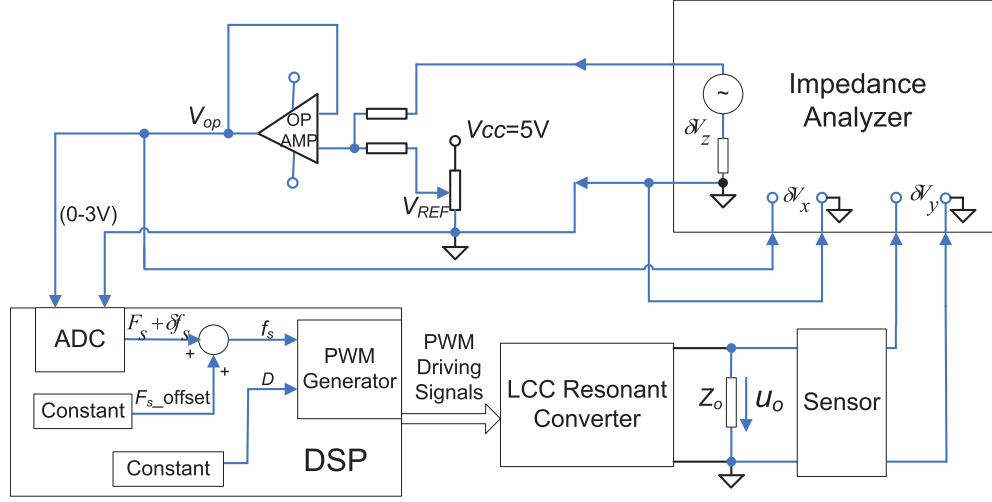 Impedance
Analyzer
~
δV_z
δV_x
δV_y
V_op
OP
AMP
Vcc=5V
V_REF
(0-3V)
ADC
F_s+δf_s
+
+
f_s
F_s_offset
Constant
D
Constant
PWM
Generator
DSP
PWM
Driving
Signals
LCC Resonant
Converter
Z_o
u_o
Sensor